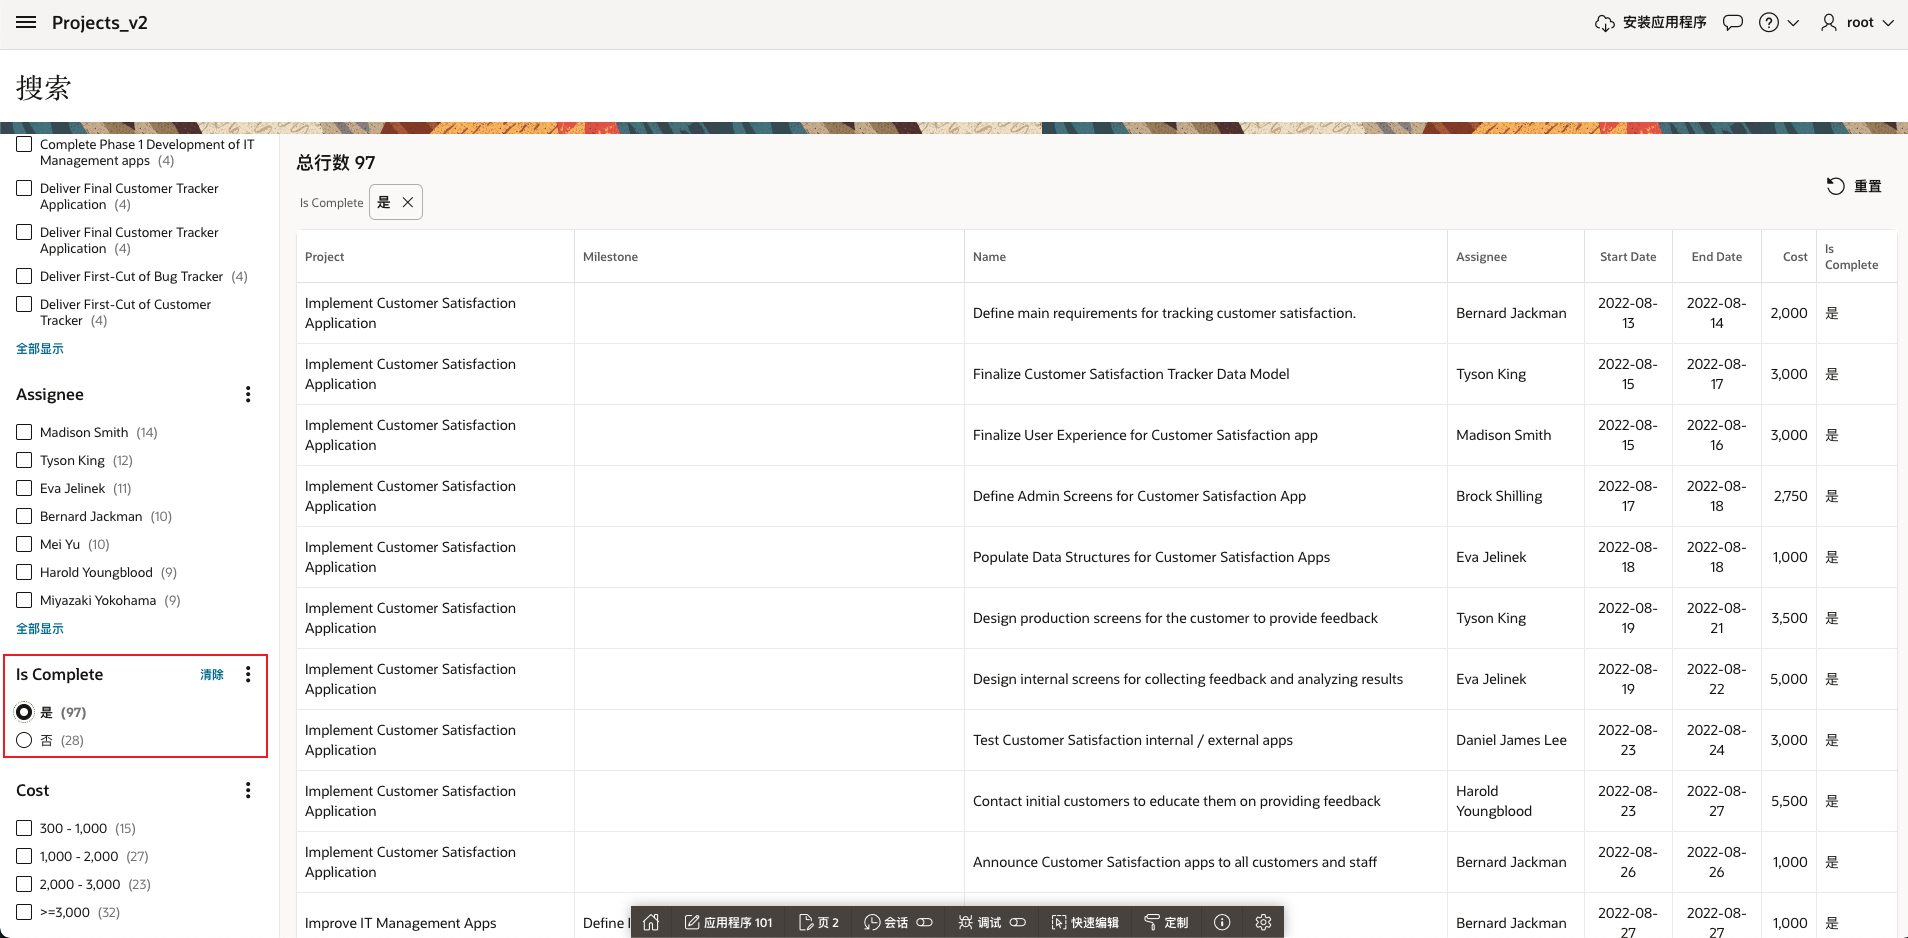 Projects_v2
安装应用程序
root
搜索
Complete Phase 1 Development of IT
Management apps (4)
Deliver Final Customer Tracker
Application (4)
Deliver Final Customer Tracker
Application (4)
Deliver First-Cut of Bug Tracker (4)
Deliver First-Cut of Customer
Tracker (4)
全部显示
Assignee
Madison Smith (14)
Tyson King (12)
Eva Jelinek (11)
Bernard Jackman (10)
Mei Yu (10)
Harold Youngblood (9)
Miyazaki Yokohama (9)
全部显示
Is Complete 清除
是 (97)
否 (28)
Cost
300 - 1,000 (15)
1,000 - 2,000 (27)
2,000 - 3,000 (23)
>=3,000 (32)
总行数 97
Is Complete 是
重置
Project Milestone Name Assignee Start Date End Date Cost Is
Complete
Implement Customer Satisfaction
Application
Define main requirements for tracking customer satisfaction.
Bernard Jackman
2022-08-
13
2022-08-
14
2,000
是
Implement Customer Satisfaction
Application
Finalize Customer Satisfaction Tracker Data Model
Tyson King
2022-08-
15
2022-08-
17
3,000
是
Implement Customer Satisfaction
Application
Finalize User Experience for Customer Satisfaction app
Madison Smith
2022-08-
15
2022-08-
16
3,000
是
Implement Customer Satisfaction
Application
Define Admin Screens for Customer Satisfaction App
Brock Shilling
2022-08-
17
2022-08-
18
2,750
是
Implement Customer Satisfaction
Application
Populate Data Structures for Customer Satisfaction Apps
Eva Jelinek
2022-08-
18
2022-08-
18
1,000
是
Implement Customer Satisfaction
Application
Design production screens for the customer to provide feedback
Tyson King
2022-08-
19
2022-08-
21
3,500
是
Implement Customer Satisfaction
Application
Design internal screens for collecting feedback and analyzing results
Eva Jelinek
2022-08-
19
2022-08-
22
5,000
是
Implement Customer Satisfaction
Application
Test Customer Satisfaction internal / external apps
Daniel James Lee
2022-08-
23
2022-08-
24
3,000
是
Implement Customer Satisfaction
Application
Contact initial customers to educate them on providing feedback
Harold
Youngblood
2022-08-
23
2022-08-
27
5,500
是
Implement Customer Satisfaction
Application
Announce Customer Satisfaction apps to all customers and staff
Bernard Jackman
2022-08-
26
2022-08-
26
1,000
是
Improve IT Management Apps
Define
Bernard Jackman
2022-08-
27
2022-08-
27
1,000
是
应用程序 101 页 2 会话 调试 快速编辑 定制